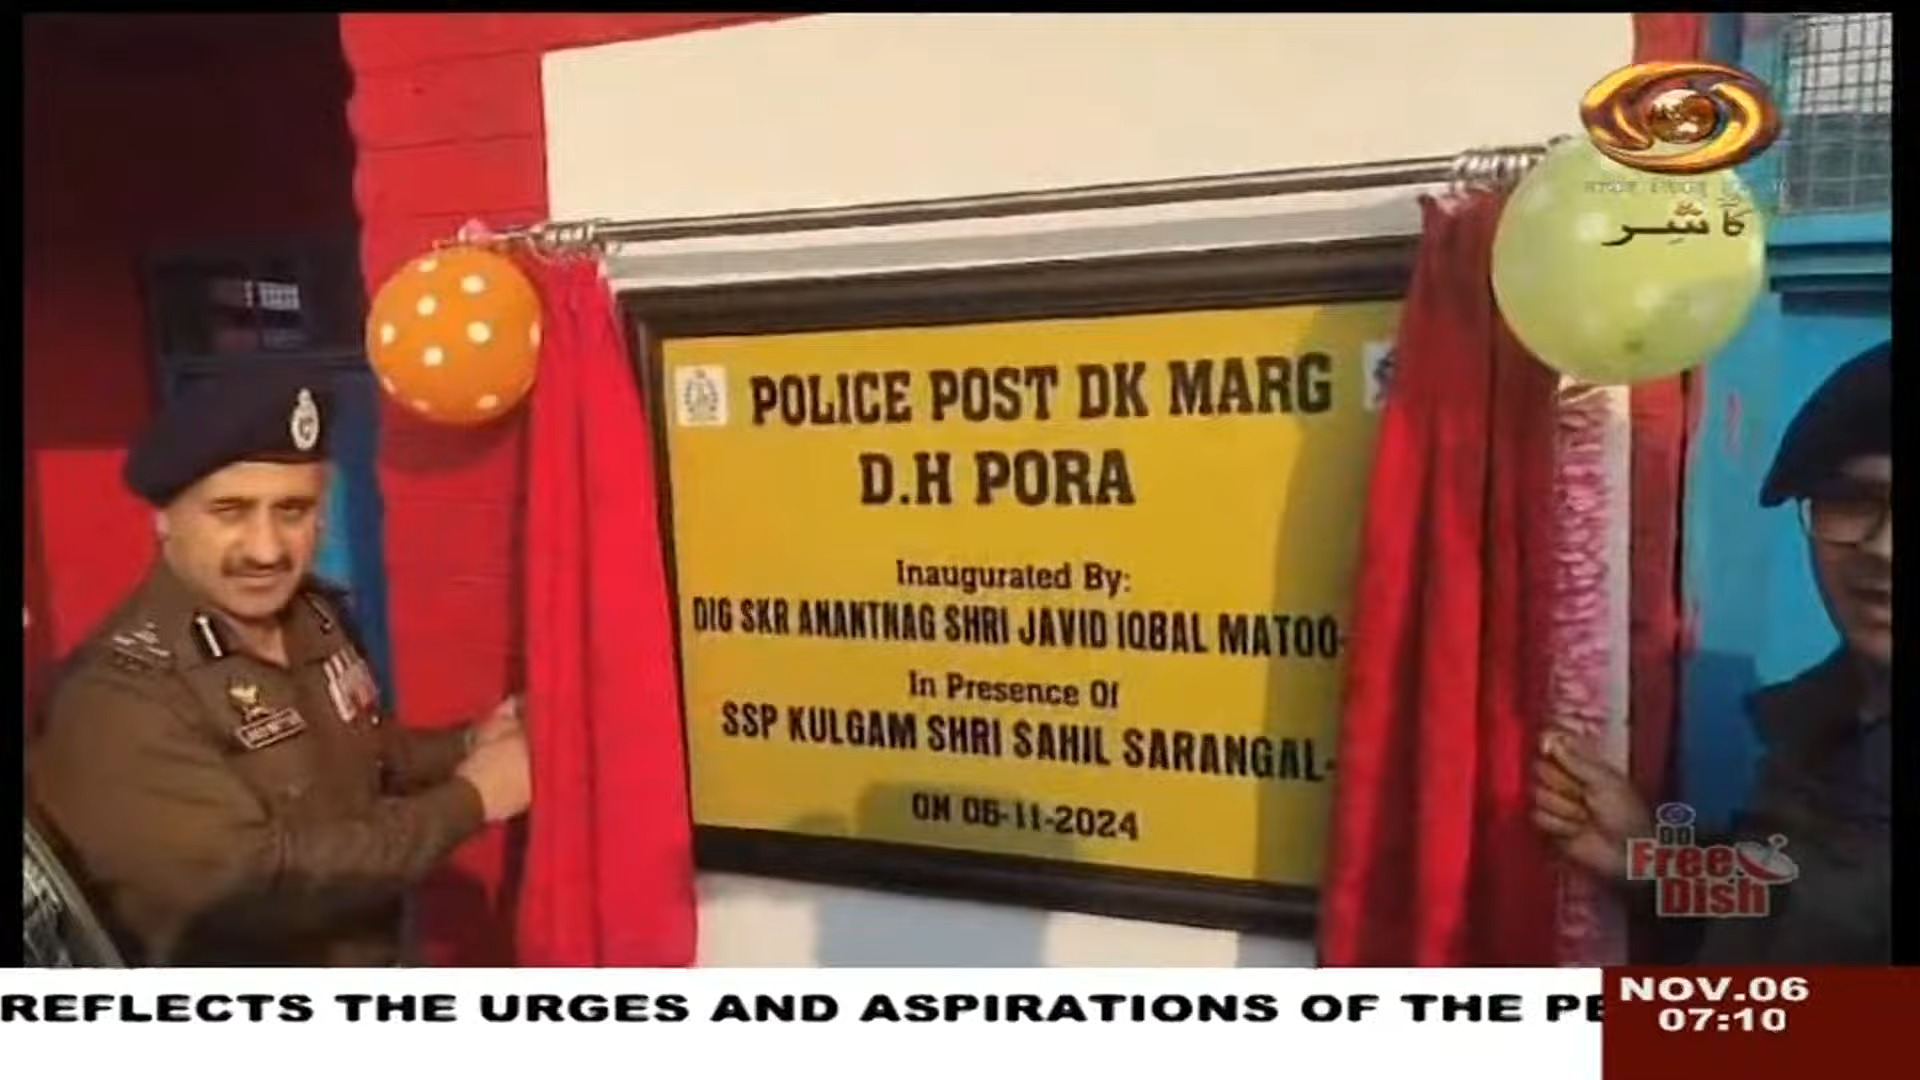 كٲشُر
POLICE POST DK MARG
D.H PORA
Inaugurated By:
DIG SKR ANANTNAG SHRI JAVID IQBAL MATOO-
In Presence Of
SSP KULGAM SHRI SAHIL SARANGAL-
ON 06-11-2024
DD
Free
Dish
REFLECTS THE URGES AND ASPIRATIONS OF THE PE
NOV.06
07:10